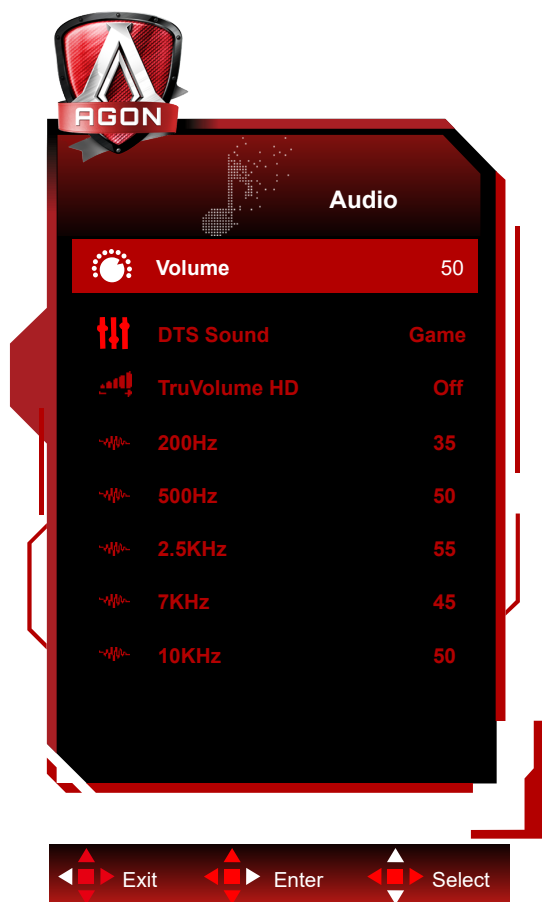 AGON
Audio
Volume 50
DTS Sound Game
TruVolume HD Off
200Hz 35
500Hz 50
2.5KHz 55
7KHz 45
10KHz 50
Exit Enter Select